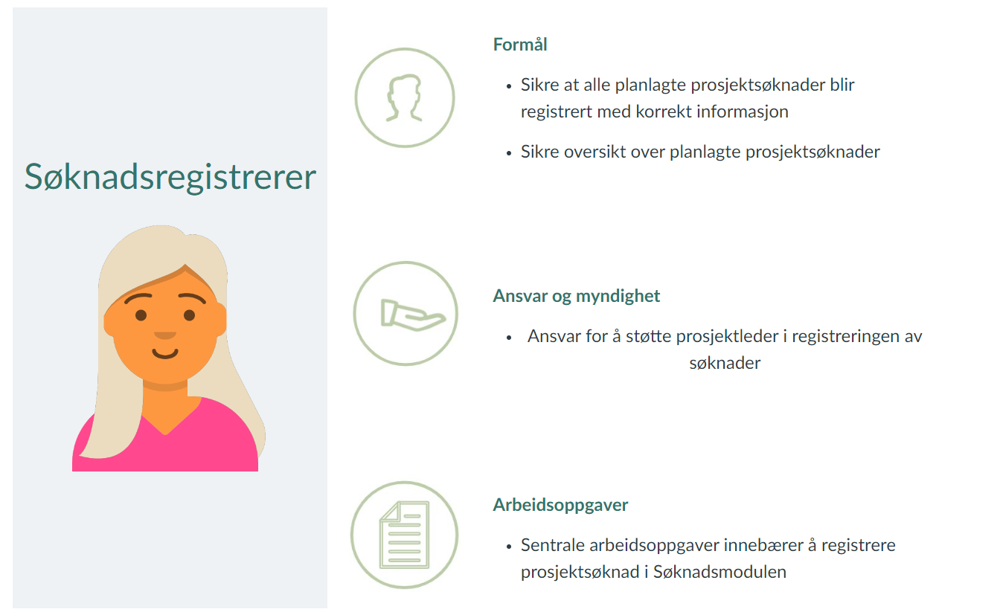 Søknadsregistrerer
Formål
• Sikre at alle planlagte prosjektsøknader blir
registrert med korrekt informasjon
• Sikre oversikt over planlagte prosjektsøknader
Ansvar og myndighet
• Ansvar for å støtte prosjektleder i registreringen av
søknader
Arbeidsoppgaver
• Sentrale arbeidsoppgaver innebærer å registrere
prosjektsøknad i Søknadsmodulen